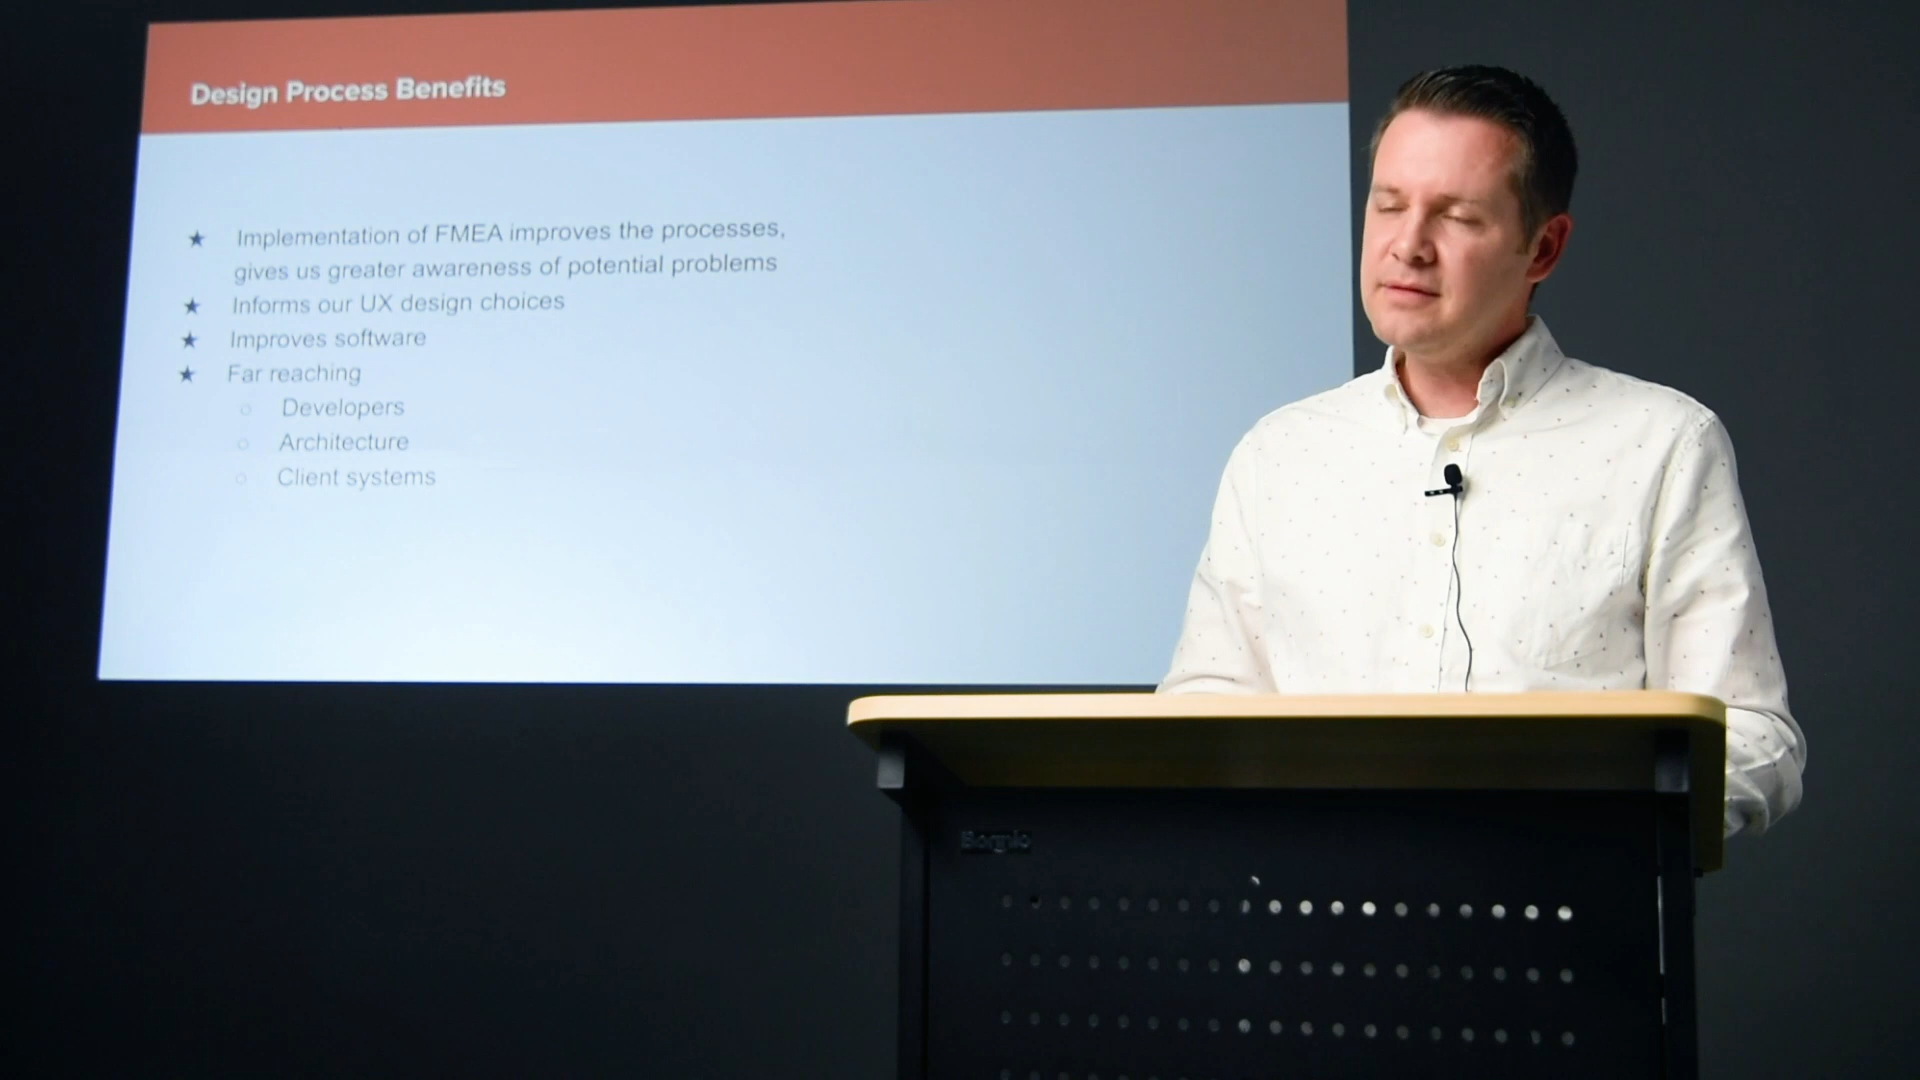 Design Process Benefits
★ Implementation of FMEA improves the processes,
gives us greater awareness of potential problems
★ Informs our UX design choices
★ Improves software
★ Far reaching
○ Developers
○ Architecture
○ Client systems